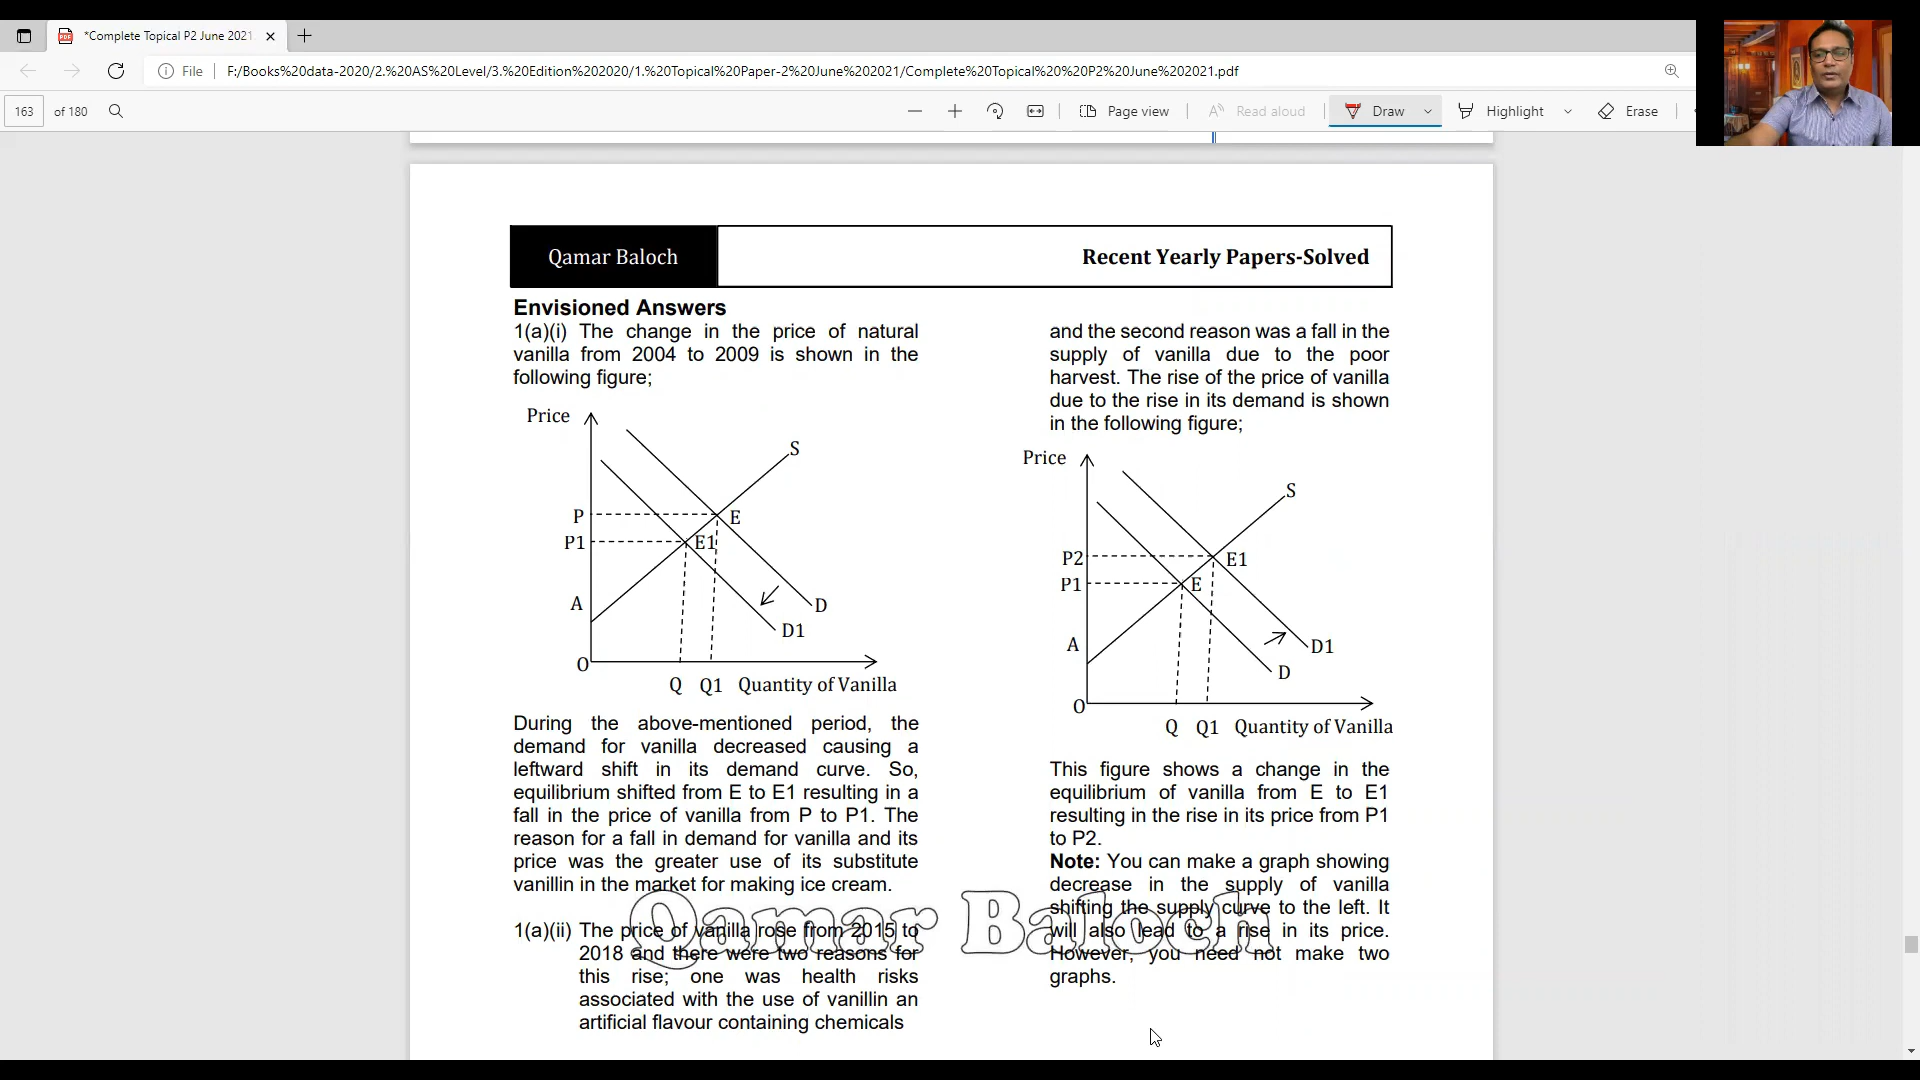 *Complete Topical P2 June 2021
File
F:/Books%20data-2020/2.%20AS%20Level/3.%20Edition%202020/1.%20Topical%20Paper-2%20June%202021/Complete%20Topical%20%20P2%20June%202021.pdf
163 of 180
Page view
Read aloud
Draw
Highlight
Erase
Qamar Baloch
Recent Yearly Papers-Solved
Envisioned Answers
1(a)(i) The change in the price of natural
vanilla from 2004 to 2009 is shown in the
following figure;
Price
S
P
E
P1
E1
A
D
D1
O
Q Q1 Quantity of Vanilla
During the above-mentioned period, the
demand for vanilla decreased causing a
leftward shift in its demand curve. So,
equilibrium shifted from E to E1 resulting in a
fall in the price of vanilla from P to P1. The
reason for a fall in demand for vanilla and its
price was the greater use of its substitute
vanillin in the market for making ice cream.
1(a)(ii) The price of vanilla rose from 2015 to
2018 and there were two reasons for
this rise; one was health risks
associated with the use of vanillin an
artificial flavour containing chemicals
and the second reason was a fall in the
supply of vanilla due to the poor
harvest. The rise of the price of vanilla
due to the rise in its demand is shown
in the following figure;
Price
S
P2
E1
P1
E
A
D1
D
O
Q Q1 Quantity of Vanilla
This figure shows a change in the
equilibrium of vanilla from E to E1
resulting in the rise in its price from P1
to P2.
Note: You can make a graph showing
decrease in the supply of vanilla
shifting the supply curve to the left. It
will also lead to a rise in its price.
However, you need not make two
graphs.
Qamar Baloch